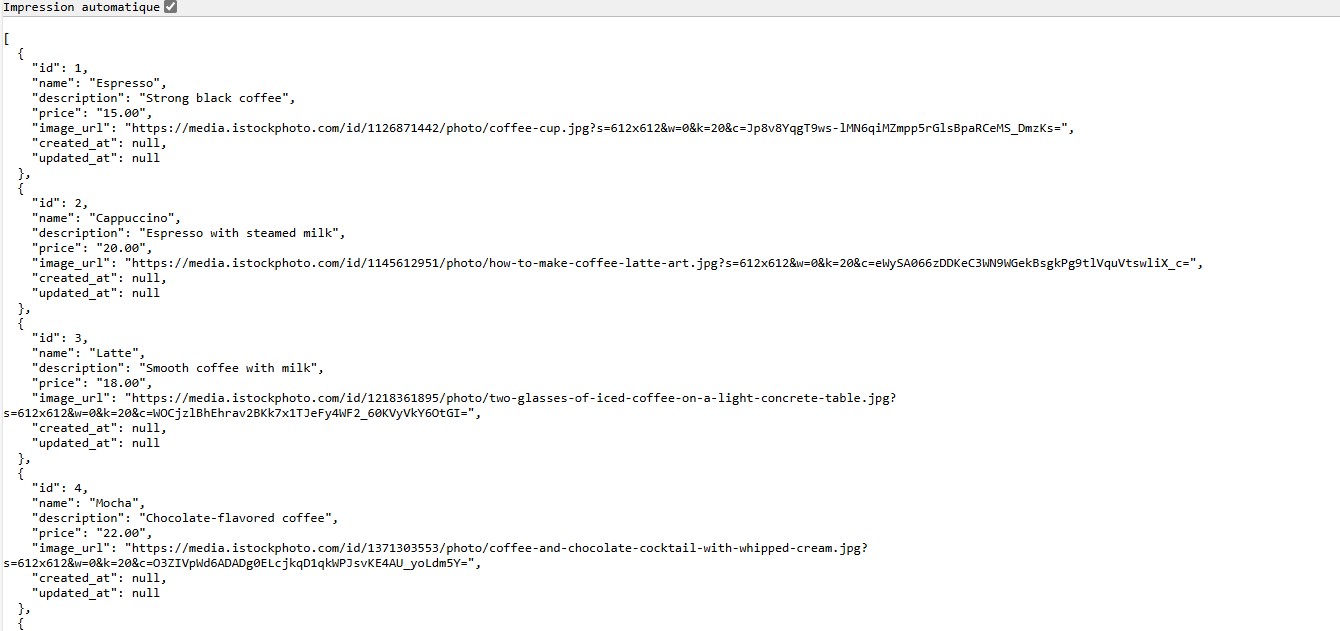 Impression automatique
[
  {
    "id": 1,
    "name": "Espresso",
    "description": "Strong black coffee",
    "price": "15.00",
    "image_url": "https://media.istockphoto.com/id/1126871442/photo/coffee-cup.jpg?s=612x612&w=0&k=20&c=Jp8v8YqgT9ws-lMN6qiMZmpp5rGlsBpaRCeMS_DmzKs=",
    "created_at": null,
    "updated_at": null
  },
  {
    "id": 2,
    "name": "Cappuccino",
    "description": "Espresso with steamed milk",
    "price": "20.00",
    "image_url": "https://media.istockphoto.com/id/1145612951/photo/how-to-make-coffee-latte-art.jpg?s=612x612&w=0&k=20&c=eWySA066zDDKeC3WN9WGekBsgkPg9tlVquVtswliX_c=",
    "created_at": null,
    "updated_at": null
  },
  {
    "id": 3,
    "name": "Latte",
    "description": "Smooth coffee with milk",
    "price": "18.00",
    "image_url": "https://media.istockphoto.com/id/1218361895/photo/two-glasses-of-iced-coffee-on-a-light-concrete-table.jpg?
s=612x612&w=0&k=20&c=WOCjzlBhEhrav2BKk7x1TJeFy4WF2_60KVyVkY6OtGI=",
    "created_at": null,
    "updated_at": null
  },
  {
    "id": 4,
    "name": "Mocha",
    "description": "Chocolate-flavored coffee",
    "price": "22.00",
    "image_url": "https://media.istockphoto.com/id/1371303553/photo/coffee-and-chocolate-cocktail-with-whipped-cream.jpg?
s=612x612&w=0&k=20&c=O3ZIVpWd6ADADg0ELcjkqD1qkWPJsvKE4AU_yoLdm5Y=",
    "created_at": null,
    "updated_at": null
  },
  {